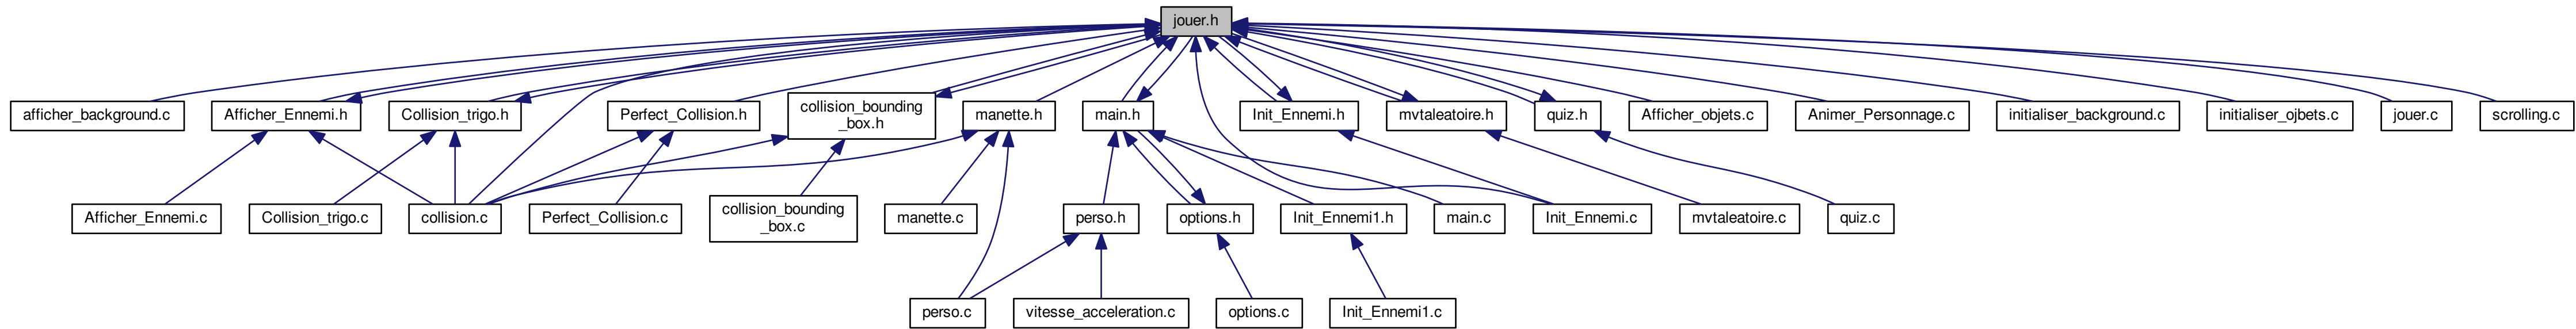 jouer.h
afficher_background.c
Afficher_Ennemi.h
Collision_trigo.h
Perfect_Collision.h
collision_bounding
_box.h
manette.h
main.h
Init_Ennemi.h
mvtaleatoire.h
quiz.h
Afficher_objets.c
Animer_Personnage.c
initialiser_background.c
initialiser_ojbets.c
jouer.c
scrolling.c
Afficher_Ennemi.c
Collision_trigo.c
collision.c
Perfect_Collision.c
collision_bounding
_box.c
manette.c
perso.h
options.h
Init_Ennemi1.h
main.c
Init_Ennemi.c
mvtaleatoire.c
quiz.c
perso.c
vitesse_acceleration.c
options.c
Init_Ennemi1.c